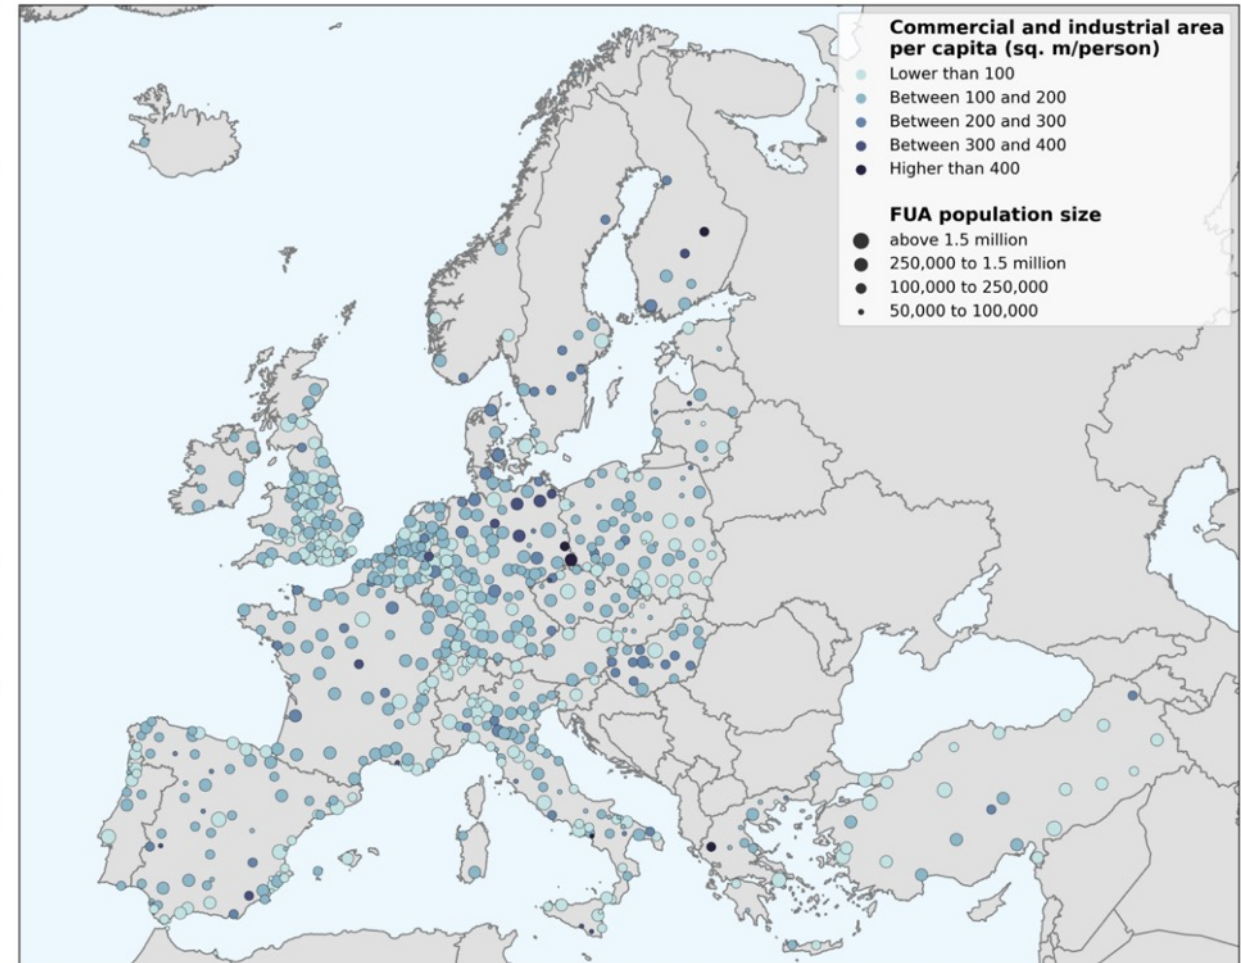 Commercial and industrial area
per capita (sq. m/person)
Lower than 100
Between 100 and 200
Between 200 and 300
Between 300 and 400
Higher than 400
FUA population size
above 1.5 million
250,000 to 1.5 million
100,000 to 250,000
50,000 to 100,000